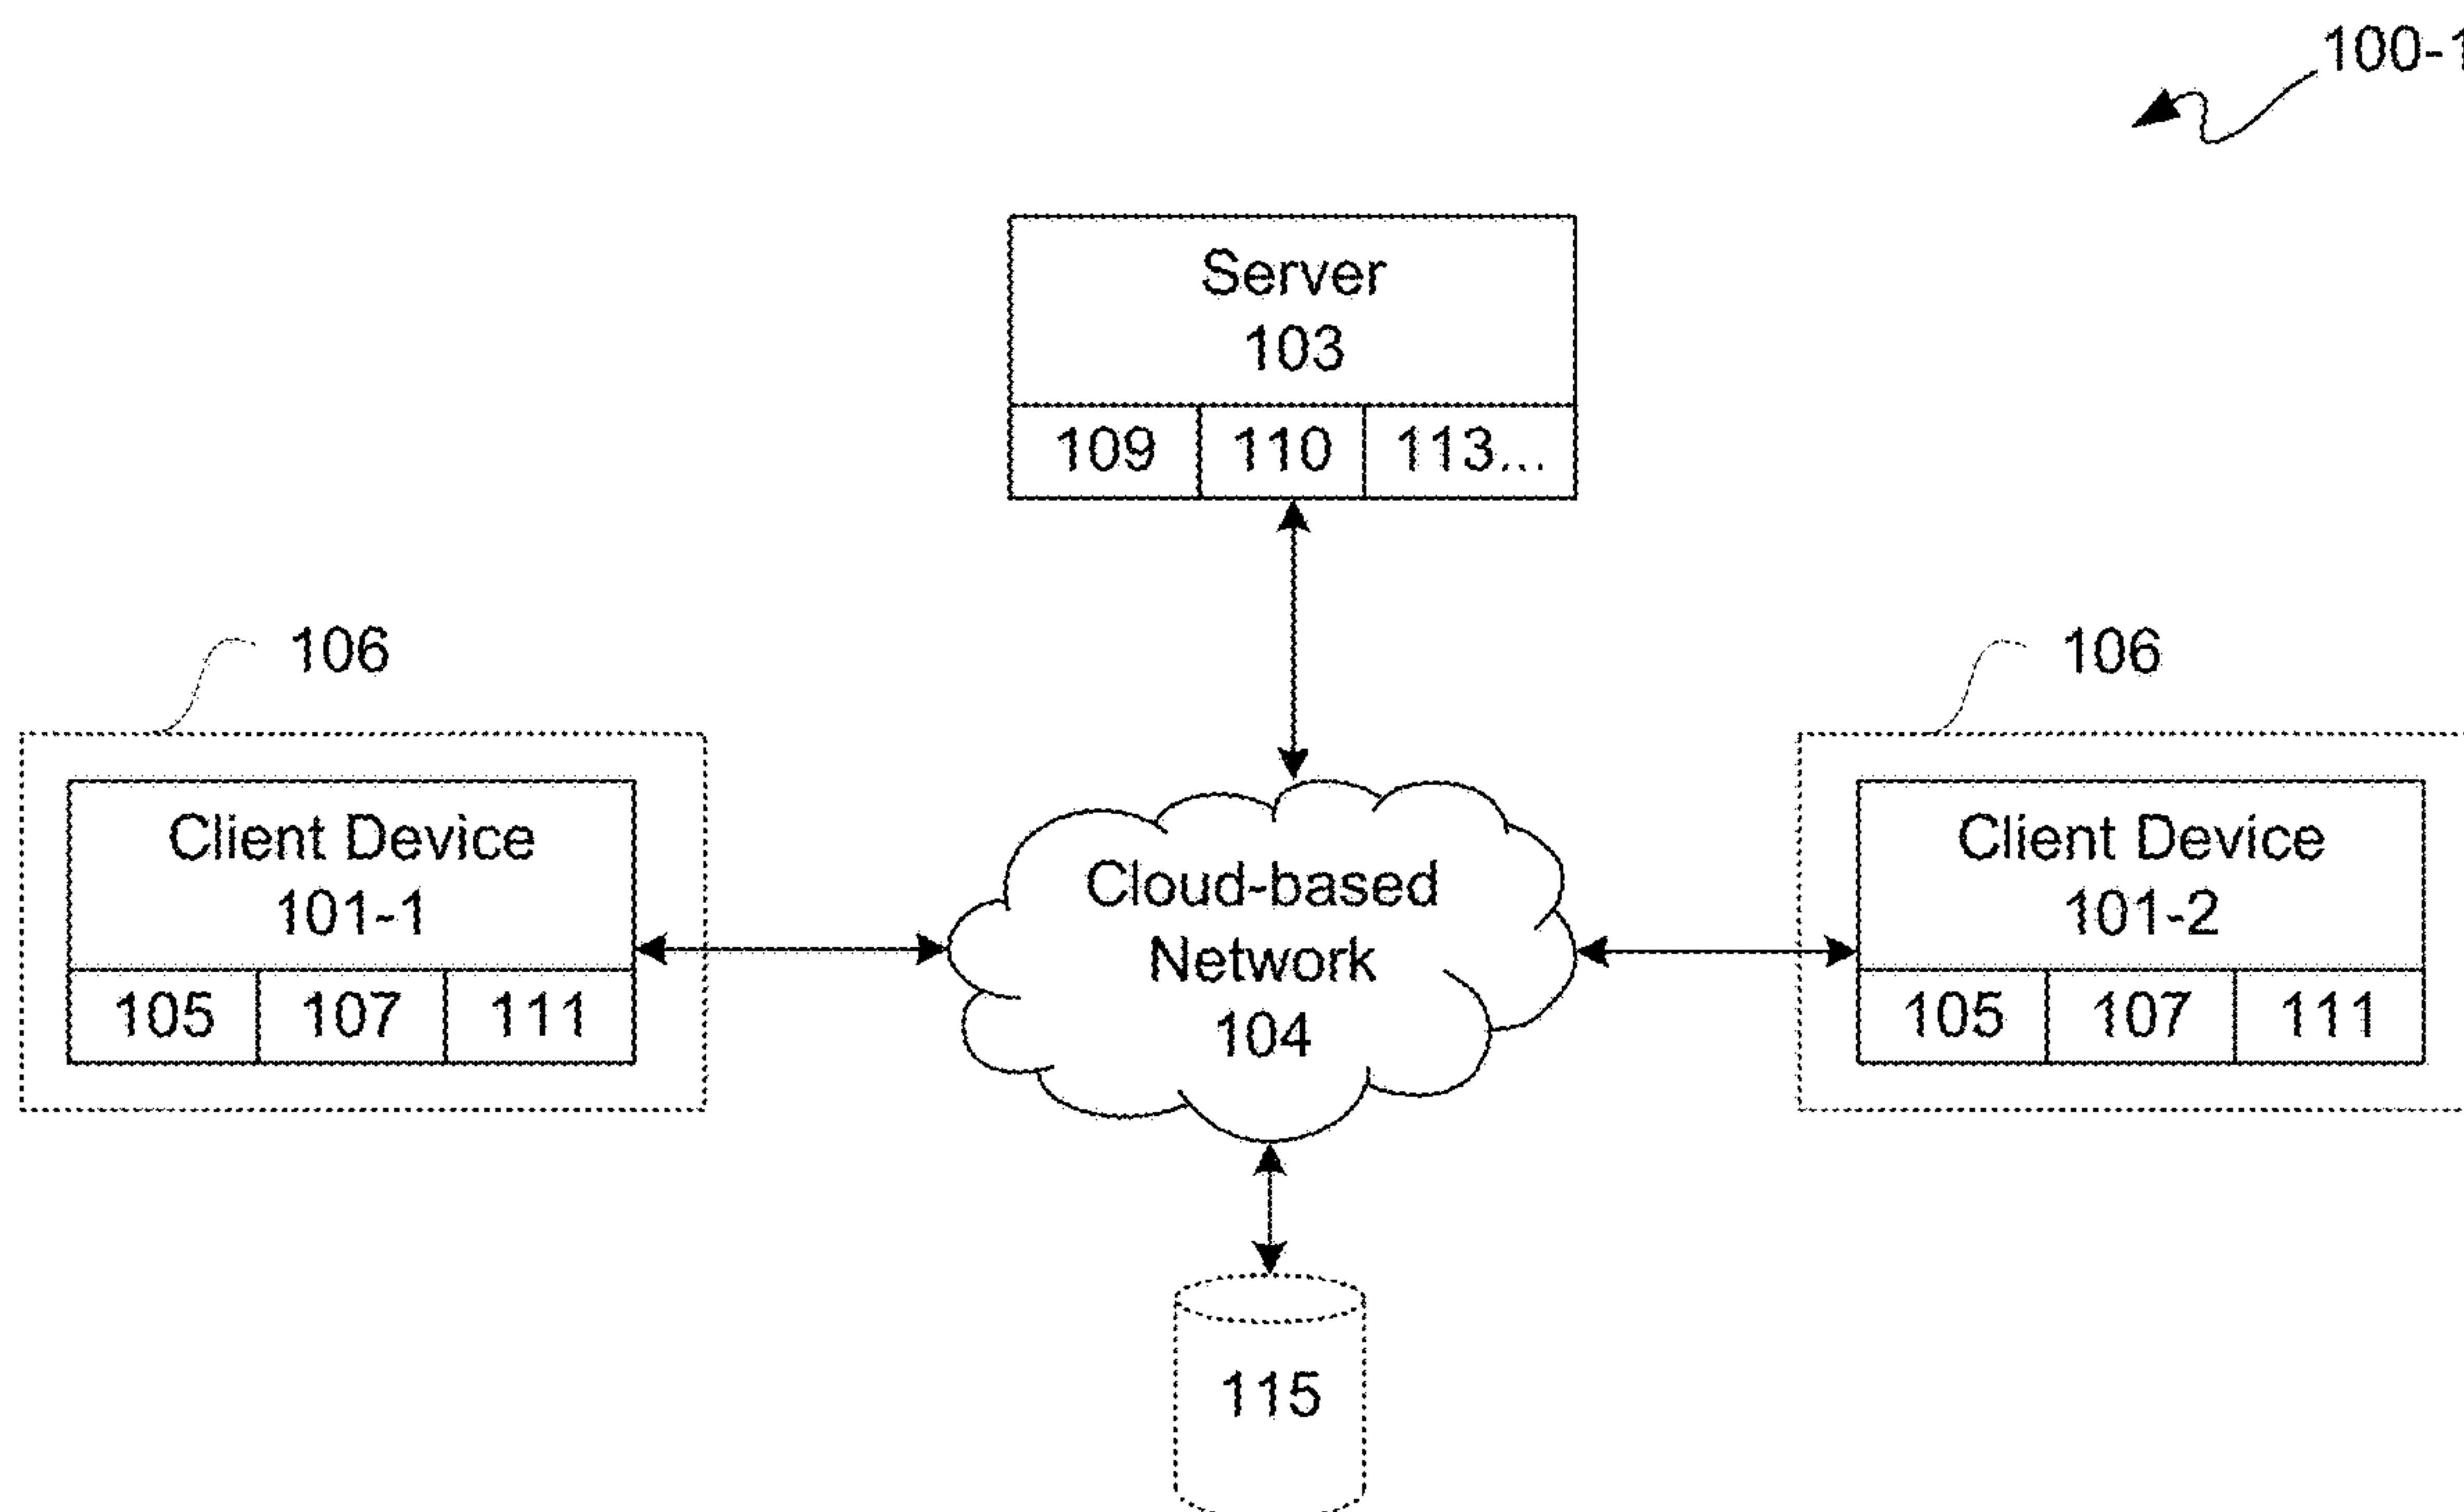 100-1
Server
103
109 110 113...
106
106
Client Device
101-1
105 107 111
Cloud-based
Network
104
Client Device
101-2
105 107 111
115